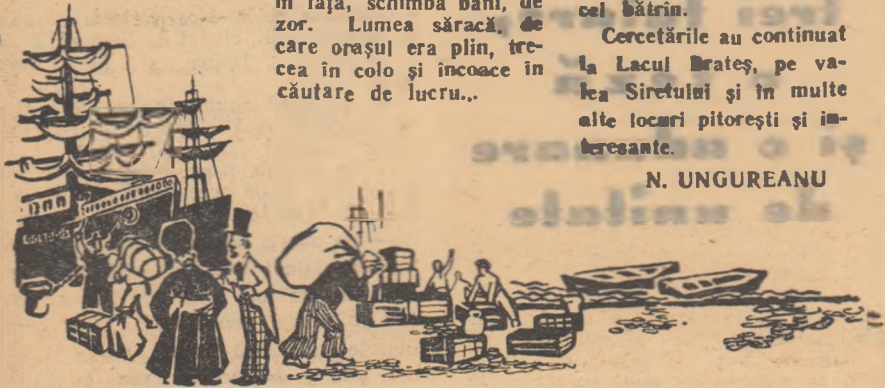 în față, schimba bani, de
zor. Lumea săracă, de
care orașul era plin, tre-
cea în colo și încoace în
căutare de lucru...
cel bătrîn.
Cercetările au continuat
la Lacul Brateș, pe va-
lea Siretului și în multe
alte locuri pitorești și in-
teresante.
N. UNGUREANU